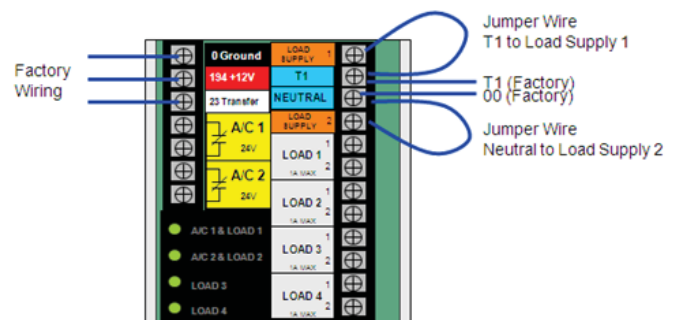 Jumper Wire
T1 to Load Supply 1
Factory
Wiring
0 Ground
LOAD
SUPPLY 1
194 +12V
T1
T1 (Factory)
23 Transfer
NEUTRAL
00 (Factory)
A/C 1
24V
LOAD
SUPPLY 2
Jumper Wire
Neutral to Load Supply 2
LOAD 1
1
2
1A MAX
A/C 2
24V
LOAD 2
1
2
1A MAX
A/C 1 & LOAD 1
A/C 2 & LOAD 2
LOAD 3
1
2
1A MAX
LOAD 3
LOAD 4
1
2
1A MAX
LOAD 4